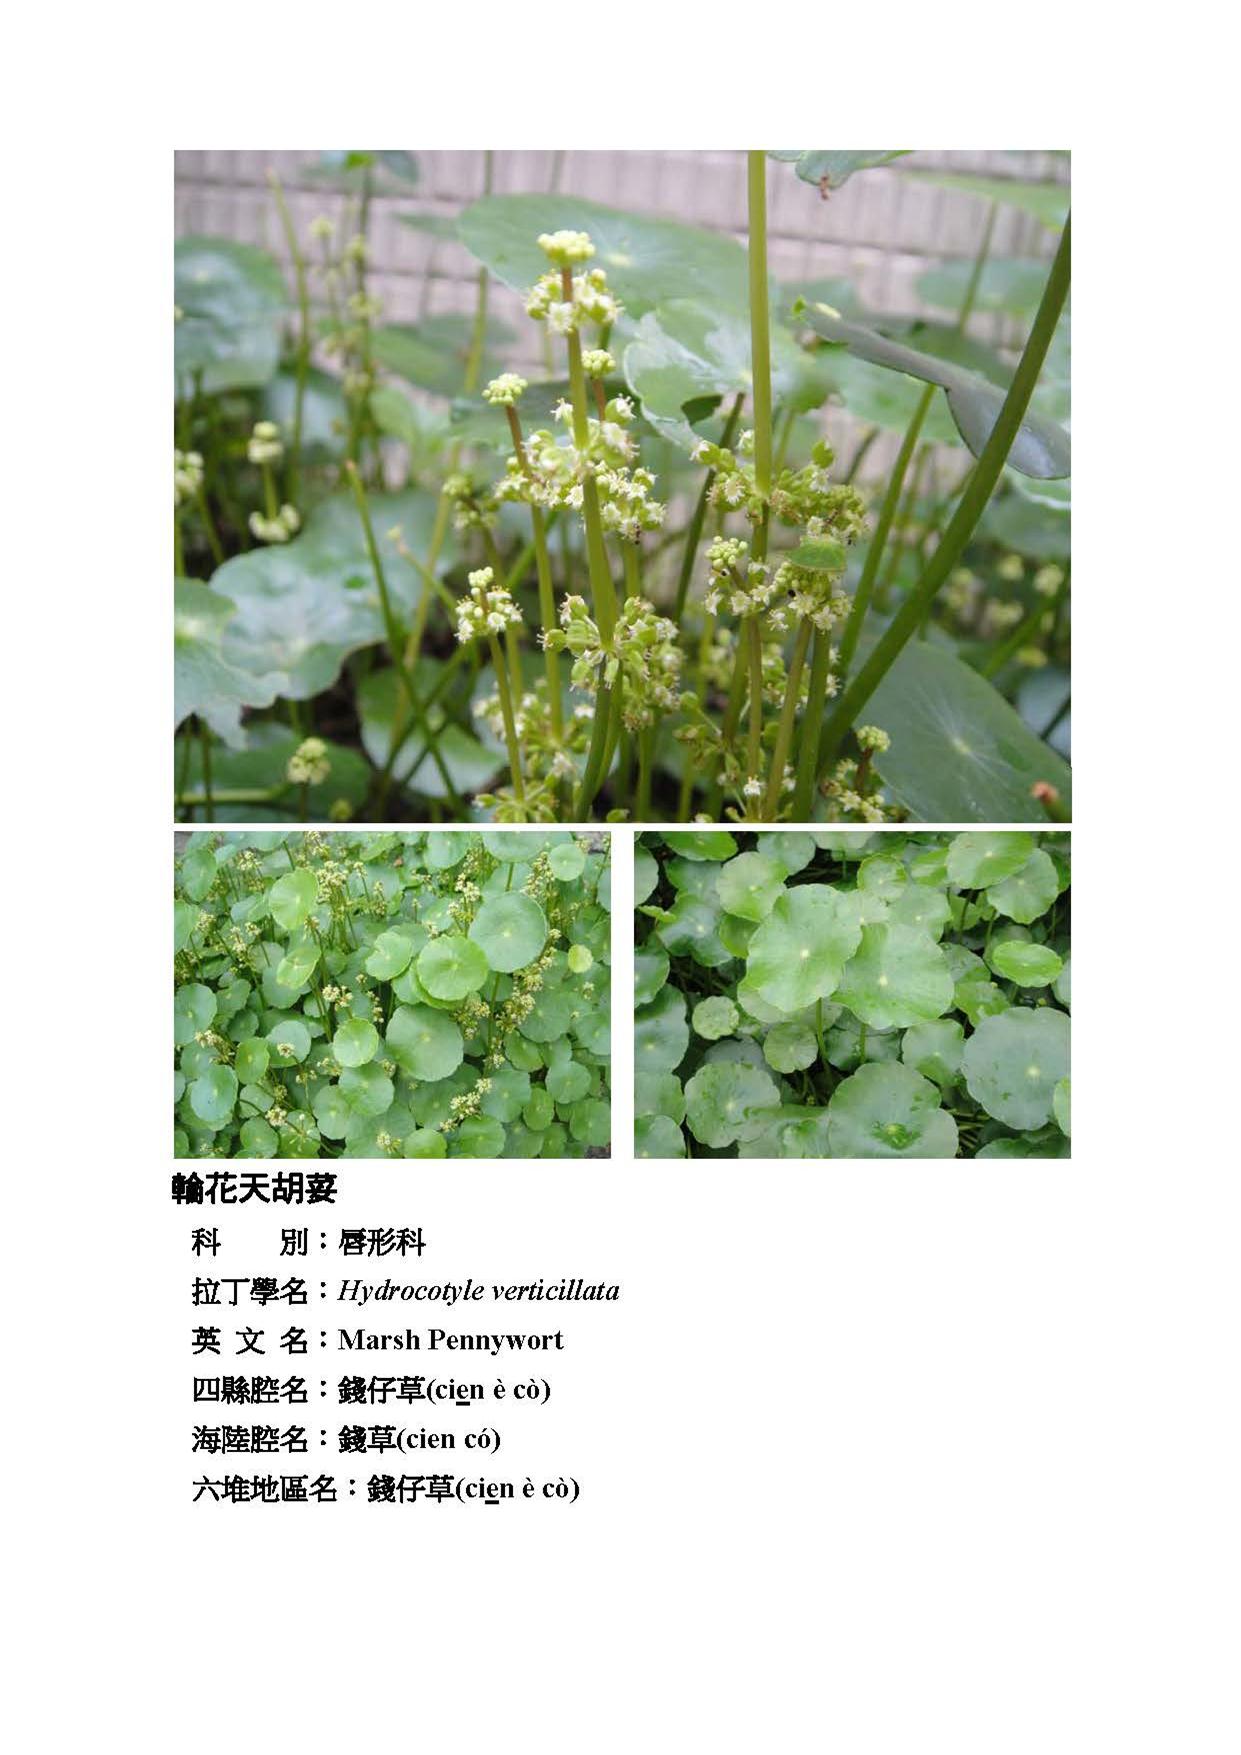 輪花天胡荽
科　　別：唇形科
拉丁學名：Hydrocotyle verticillata
英 文 名：Marsh Pennywort
四縣腔名：錢仔草(cien è cò)
海陸腔名：錢草(cien có)
六堆地區名：錢仔草(cien è cò)